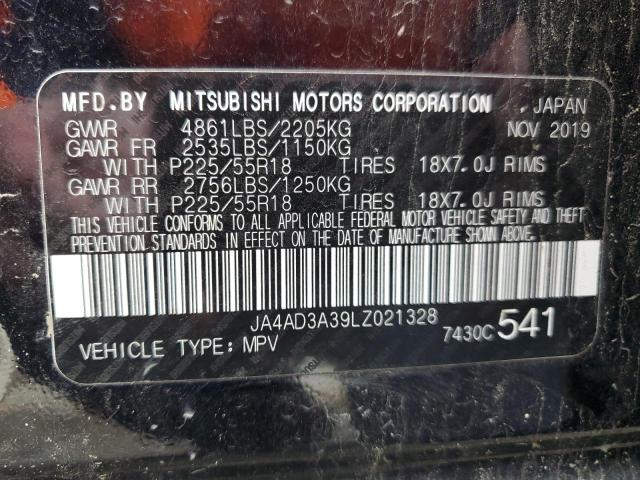 MFD.BY MITSUBISHI MOTORS CORPORATION , JAPAN
GVWR 4861LBS/2205KG NOV 2019
GAWR FR 2535LBS/1150KG
WITH P225/55R18 TIRES 18X7.0J RIMS
GAWR RR 2756LBS/1250KG
WITH P225/55R18 TIRES 18X7.0J RIMS
THIS VEHICLE CONFORMS TO ALL APPLICABLE FEDERAL MOTOR VEHICLE SAFETY AND THEFT
PREVENTION STANDARDS IN EFFECT ON THE DATE OF MANUFACTURE SHOWN ABOVE.
JA4AD3A39LZ021328
7430C 541
VEHICLE TYPE: MPV